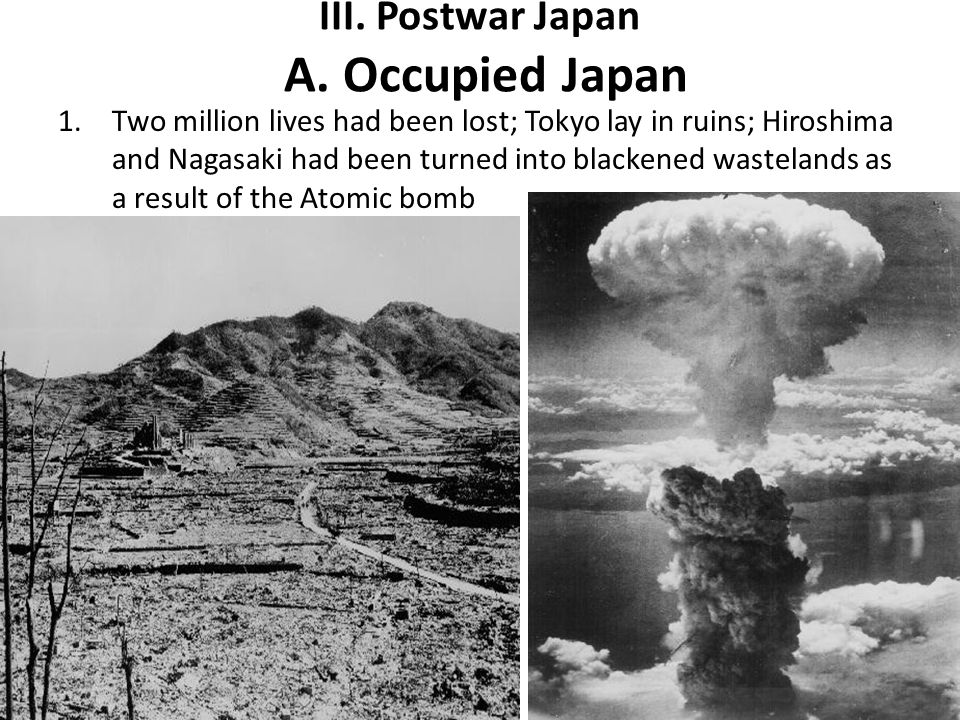 III. Postwar Japan
A. Occupied Japan
1. Two million lives had been lost; Tokyo lay in ruins; Hiroshima
and Nagasaki had been turned into blackened wastelands as
a result of the Atomic bomb